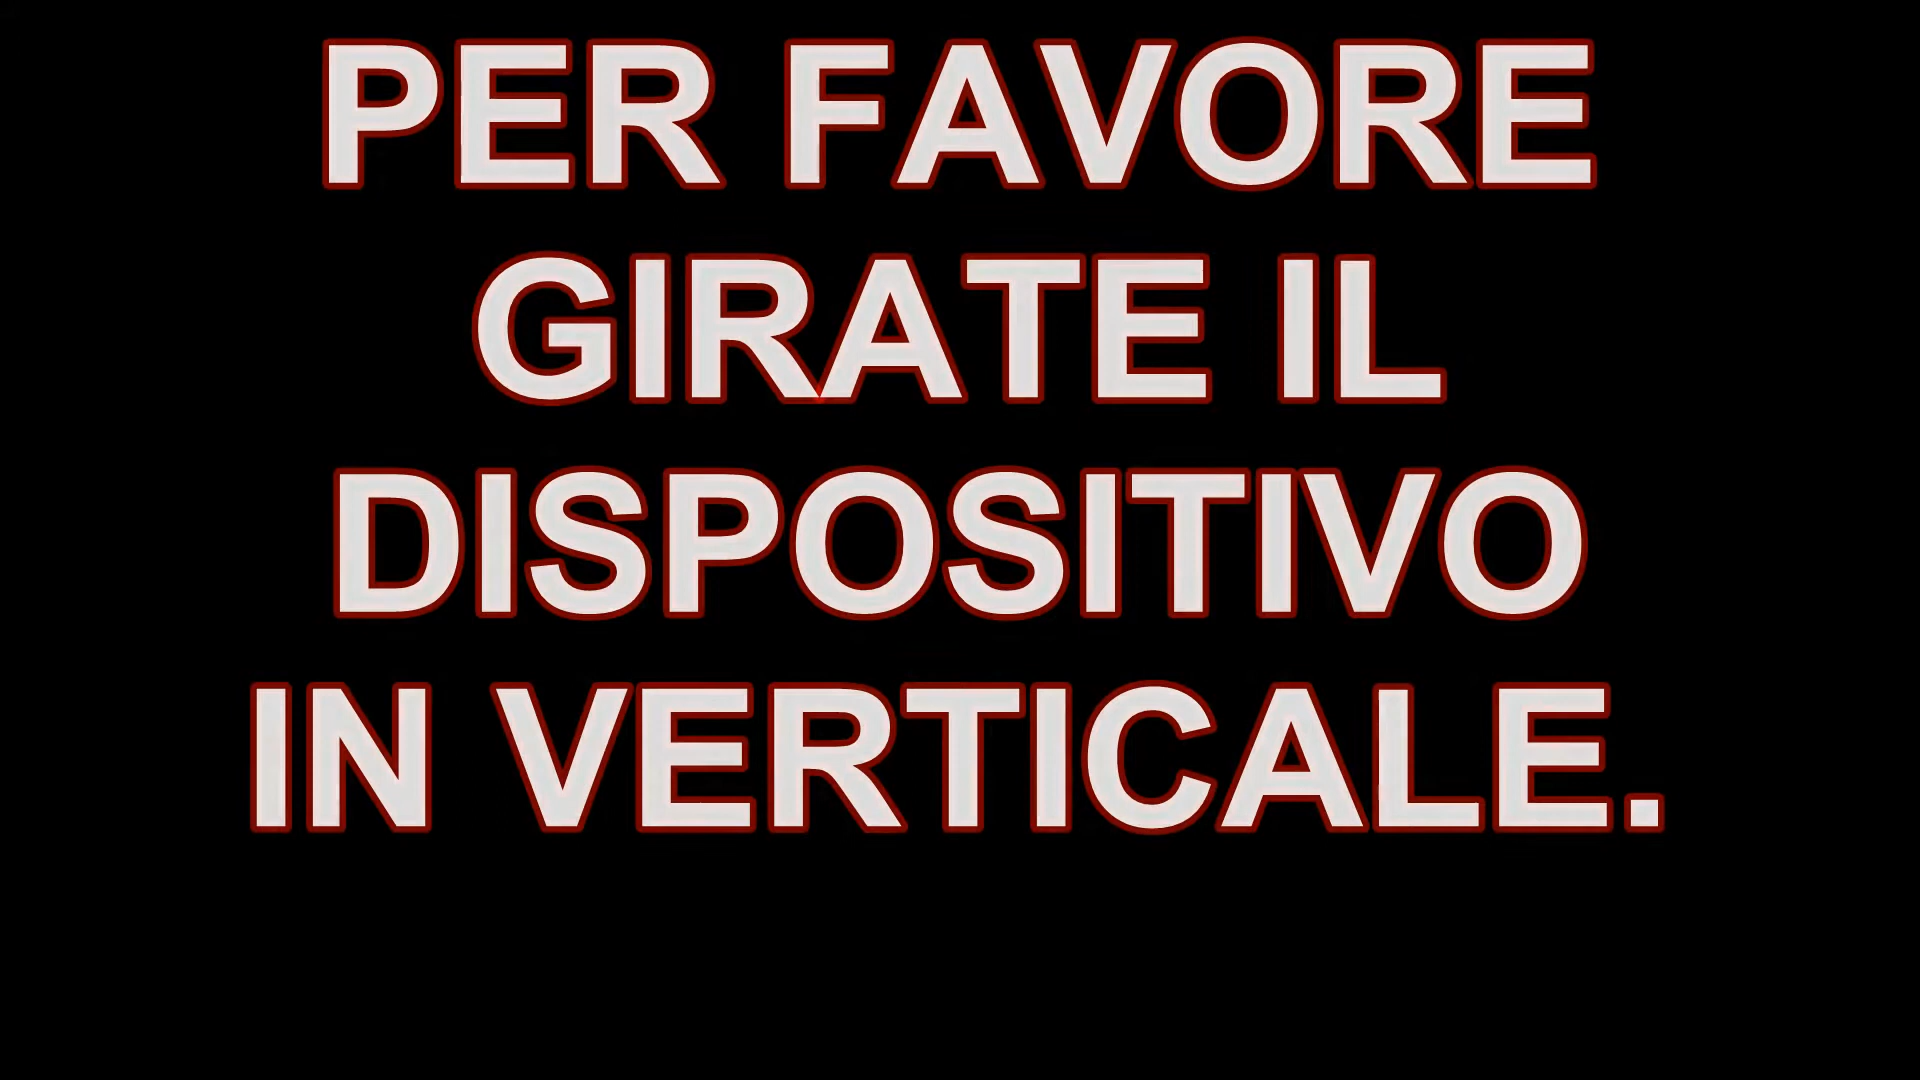 PER FAVORE
GIRATE IL
DISPOSITIVO
IN VERTICALE.